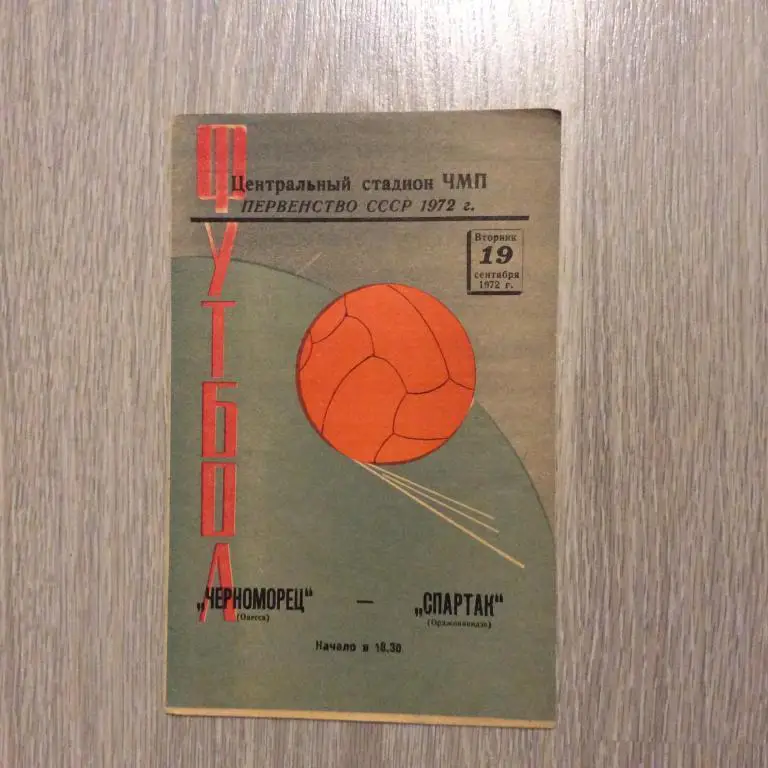 ФУТБОЛ
Центральный стадион ЧМП
ПЕРВЕНСТВО СССР 1972 г.
Вторник
19
сентября
1972 г.
„ЧЕРНОМОРЕЦ" — „СПАРТАК"
(Одесса) (Орджоникидзе)
Начало в 18.30